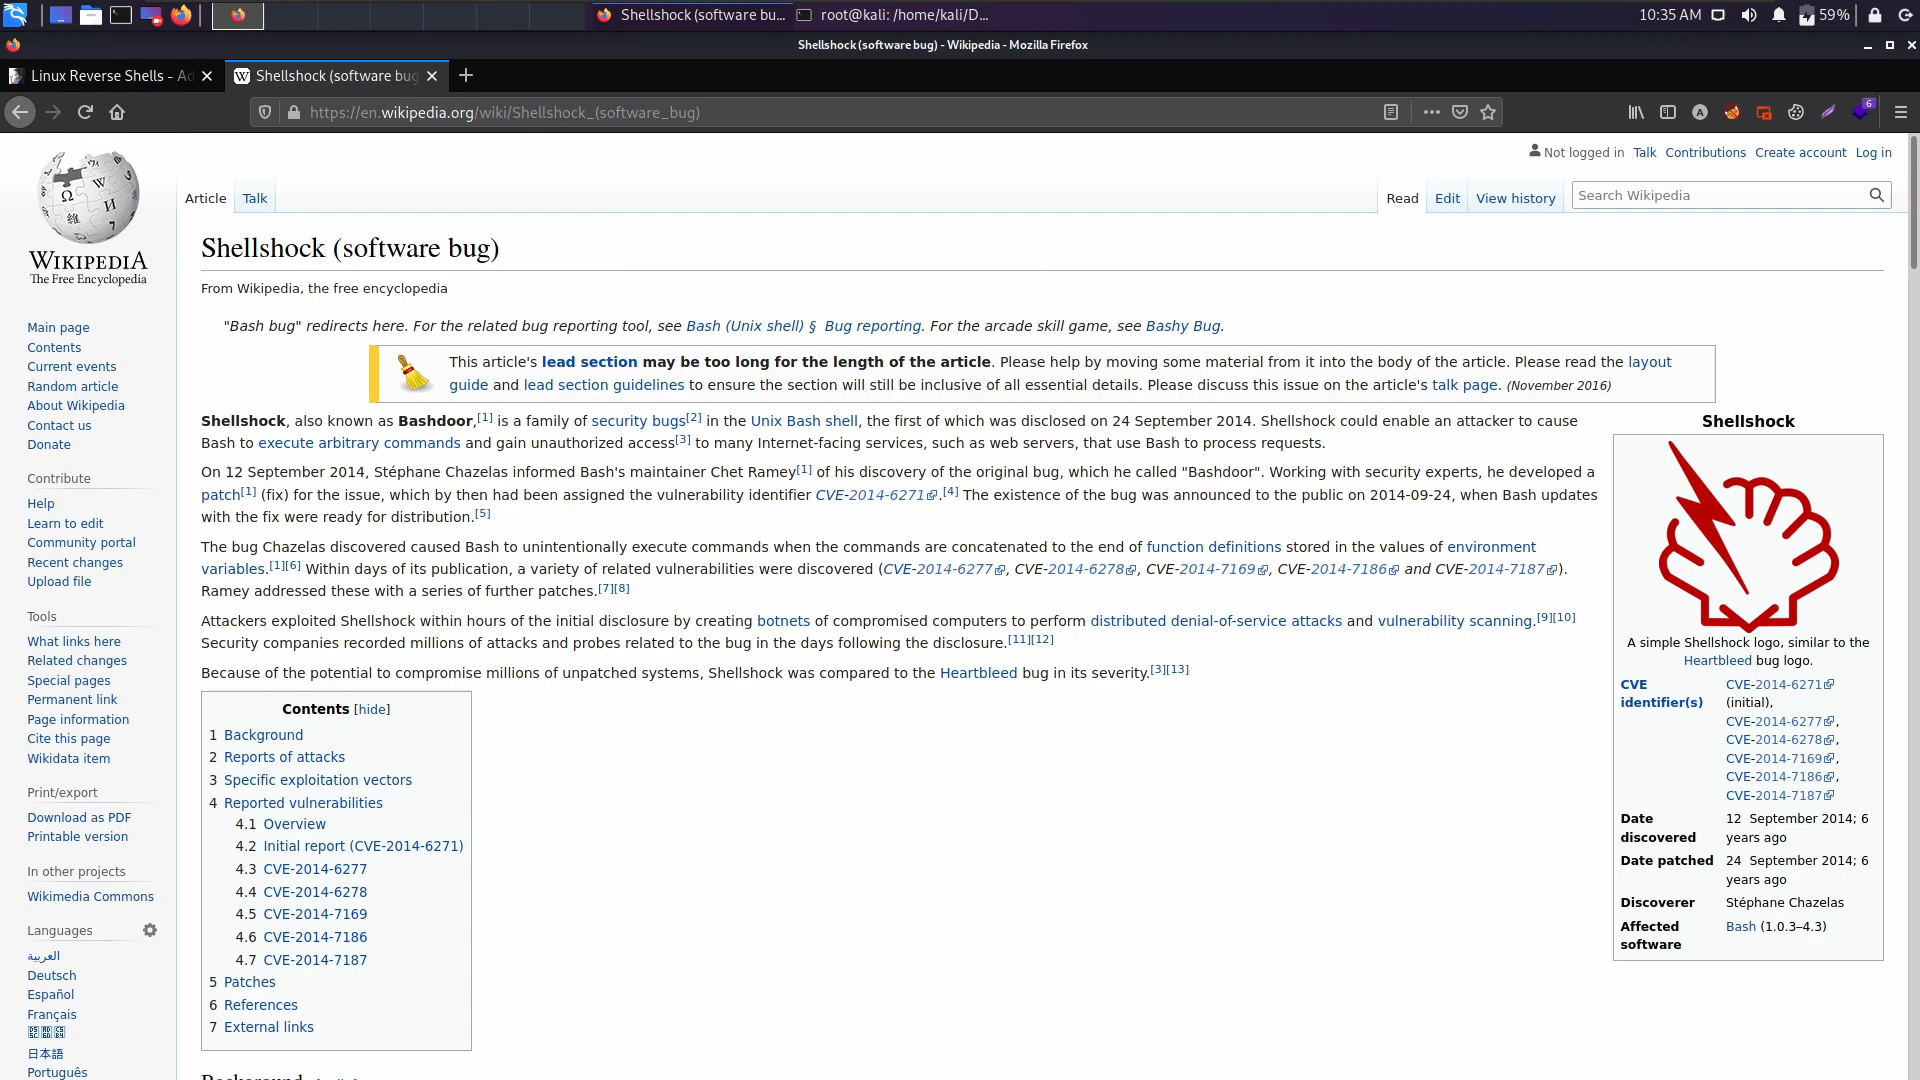 Shellshock (software bu...
root@kali: /home/kali/D...
10:35 AM
59%
Shellshock (software bug) - Wikipedia - Mozilla Firefox
Linux Reverse Shells - Ad
Shellshock (software bug
https://en.wikipedia.org/wiki/Shellshock_(software_bug)
6
Not logged in Talk Contributions Create account Log in
Article Talk
Read Edit View history Search Wikipedia
WIKIPEDIA
The Free Encyclopedia
Main page
Contents
Current events
Random article
About Wikipedia
Contact us
Donate
Contribute
Help
Learn to edit
Community portal
Recent changes
Upload file
Tools
What links here
Related changes
Special pages
Permanent link
Page information
Cite this page
Wikidata item
Print/export
Download as PDF
Printable version
In other projects
Wikimedia Commons
Languages
العربية
Deutsch
Español
Français
日本語
Português
Shellshock (software bug)
From Wikipedia, the free encyclopedia
"Bash bug" redirects here. For the related bug reporting tool, see Bash (Unix shell) § Bug reporting. For the arcade skill game, see Bashy Bug.
This article's lead section may be too long for the length of the article. Please help by moving some material from it into the body of the article. Please read the layout
guide and lead section guidelines to ensure the section will still be inclusive of all essential details. Please discuss this issue on the article's talk page. (November 2016)
Shellshock, also known as Bashdoor,[1] is a family of security bugs[2] in the Unix Bash shell, the first of which was disclosed on 24 September 2014. Shellshock could enable an attacker to cause
Bash to execute arbitrary commands and gain unauthorized access[3] to many Internet-facing services, such as web servers, that use Bash to process requests.
On 12 September 2014, Stéphane Chazelas informed Bash's maintainer Chet Ramey[1] of his discovery of the original bug, which he called "Bashdoor". Working with security experts, he developed a
patch[1] (fix) for the issue, which by then had been assigned the vulnerability identifier CVE-2014-6271.[4] The existence of the bug was announced to the public on 2014-09-24, when Bash updates
with the fix were ready for distribution.[5]
The bug Chazelas discovered caused Bash to unintentionally execute commands when the commands are concatenated to the end of function definitions stored in the values of environment
variables.[1][6] Within days of its publication, a variety of related vulnerabilities were discovered (CVE-2014-6277, CVE-2014-6278, CVE-2014-7169, CVE-2014-7186 and CVE-2014-7187).
Ramey addressed these with a series of further patches.[7][8]
Attackers exploited Shellshock within hours of the initial disclosure by creating botnets of compromised computers to perform distributed denial-of-service attacks and vulnerability scanning.[9][10]
Security companies recorded millions of attacks and probes related to the bug in the days following the disclosure.[11][12]
Because of the potential to compromise millions of unpatched systems, Shellshock was compared to the Heartbleed bug in its severity.[3][13]
Contents [hide]
1 Background
2 Reports of attacks
3 Specific exploitation vectors
4 Reported vulnerabilities
4.1 Overview
4.2 Initial report (CVE-2014-6271)
4.3 CVE-2014-6277
4.4 CVE-2014-6278
4.5 CVE-2014-7169
4.6 CVE-2014-7186
4.7 CVE-2014-7187
5 Patches
6 References
7 External links
Shellshock
A simple Shellshock logo, similar to the
Heartbleed bug logo.
CVE CVE-2014-6271
identifier(s) (initial),
CVE-2014-6277,
CVE-2014-6278,
CVE-2014-7169,
CVE-2014-7186,
CVE-2014-7187
Date 12 September 2014; 6
discovered years ago
Date patched 24 September 2014; 6
years ago
Discoverer Stéphane Chazelas
Affected Bash (1.0.3–4.3)
software